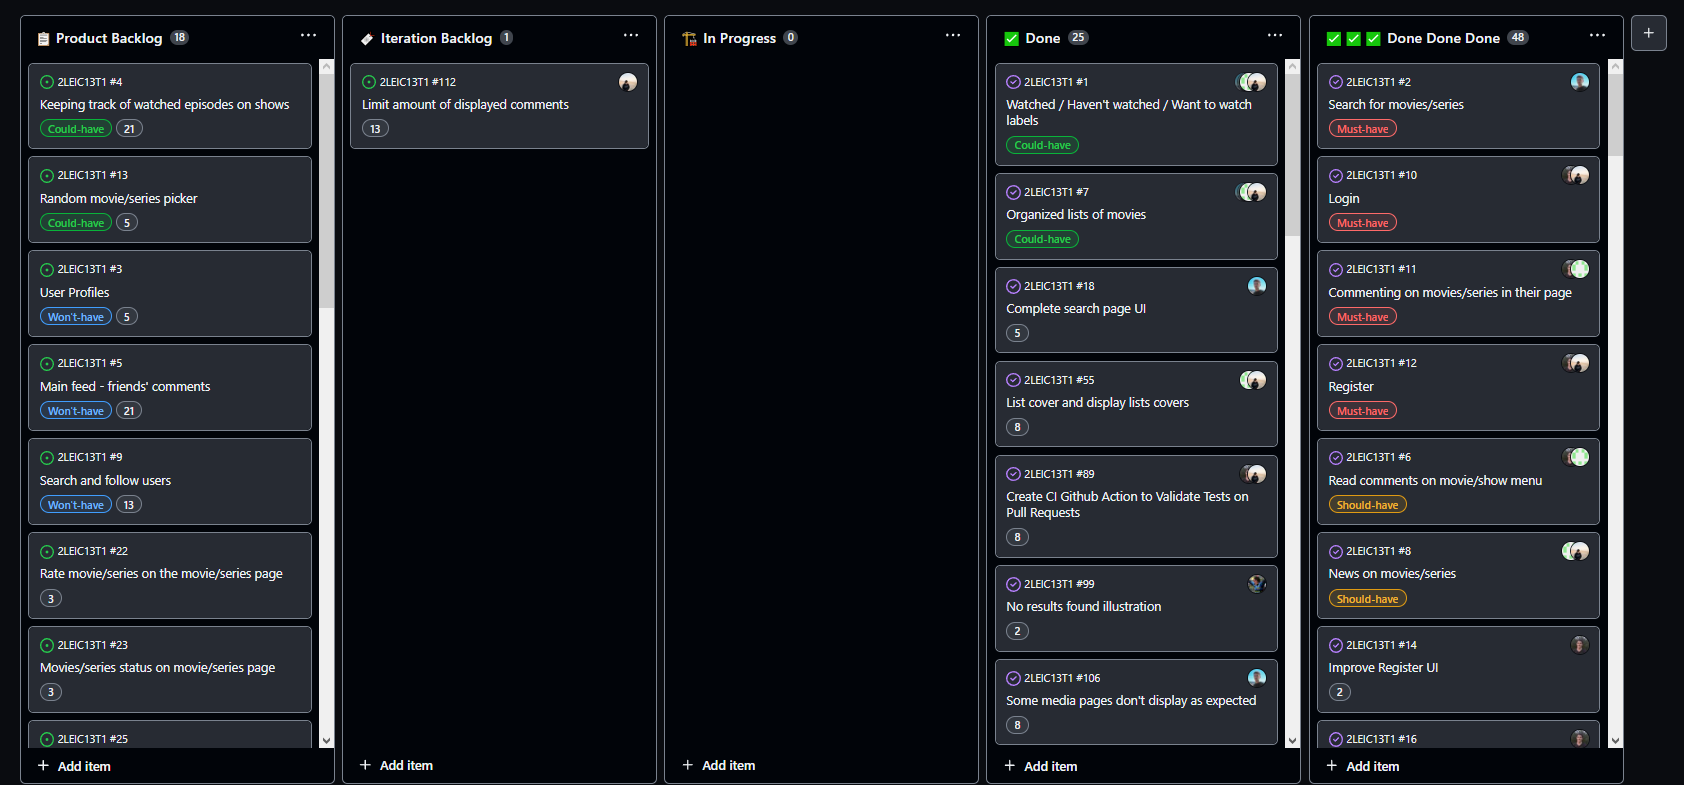 Product Backlog 18
2LEIC13T1 #4
Keeping track of watched episodes on shows
Could-have 21
2LEIC13T1 #13
Random movie/series picker
Could-have 5
2LEIC13T1 #3
User Profiles
Won't-have 5
2LEIC13T1 #5
Main feed - friends' comments
Won't-have 21
2LEIC13T1 #9
Search and follow users
Won't-have 13
2LEIC13T1 #22
Rate movie/series on the movie/series page
3
2LEIC13T1 #23
Movies/series status on movie/series page
3
2LEIC13T1 #25
+ Add item
Iteration Backlog 1
2LEIC13T1 #112
Limit amount of displayed comments
13
+ Add item
In Progress 0
+ Add item
Done 25
2LEIC13T1 #1
Watched / Haven't watched / Want to watch
labels
Could-have
2LEIC13T1 #7
Organized lists of movies
Could-have
2LEIC13T1 #18
Complete search page UI
5
2LEIC13T1 #55
List cover and display lists covers
8
2LEIC13T1 #89
Create CI Github Action to Validate Tests on
Pull Requests
8
2LEIC13T1 #99
No results found illustration
2
2LEIC13T1 #106
Some media pages don't display as expected
8
+ Add item
Done Done Done 48
2LEIC13T1 #2
Search for movies/series
Must-have
2LEIC13T1 #10
Login
Must-have
2LEIC13T1 #11
Commenting on movies/series in their page
Must-have
2LEIC13T1 #12
Register
Must-have
2LEIC13T1 #6
Read comments on movie/show menu
Should-have
2LEIC13T1 #8
News on movies/series
Should-have
2LEIC13T1 #14
Improve Register UI
2
2LEIC13T1 #16
+ Add item